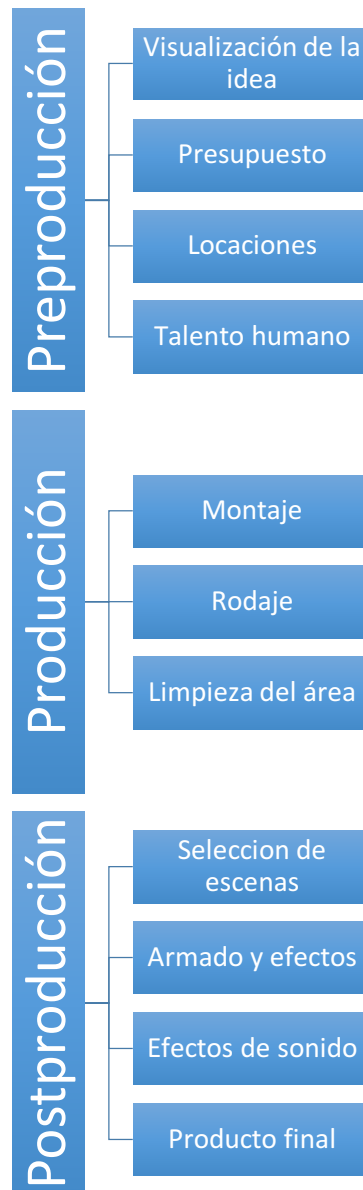 Preproducción
Visualización de la
idea
Presupuesto
Locaciones
Talento humano
Producción
Montaje
Rodaje
Limpieza del área
Postproducción
Seleccion de
escenas
Armado y efectos
Efectos de sonido
Producto final